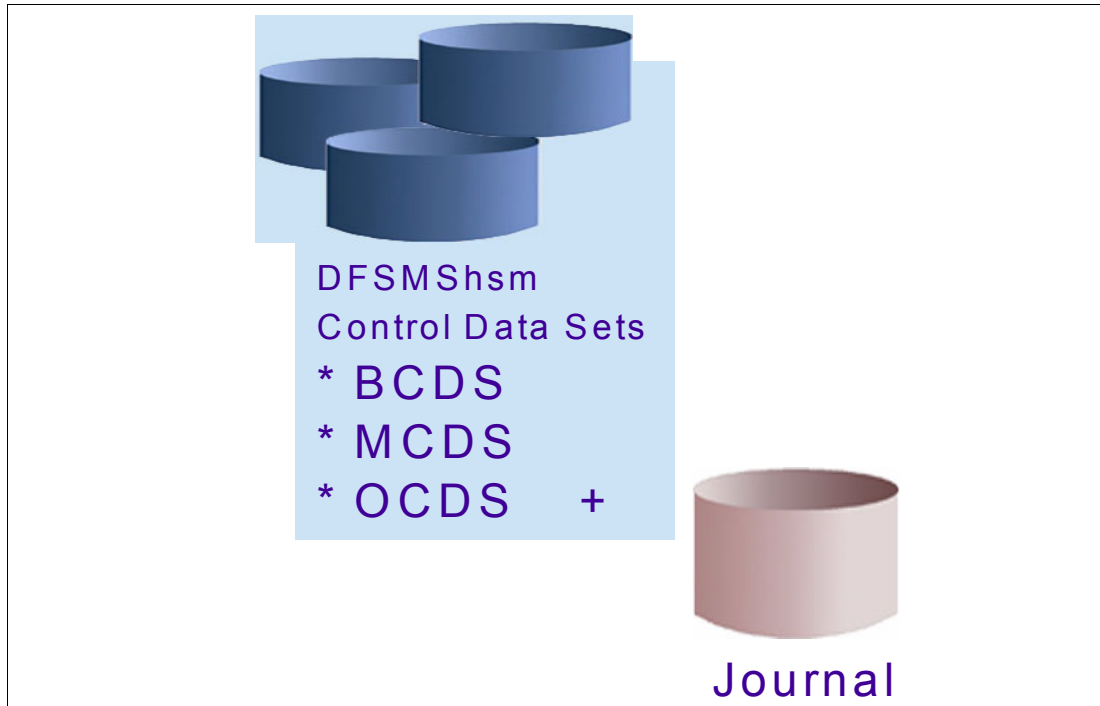 DFSMShsm
Control Data Sets
* BCDS
* MCDS
* OCDS +
Journal